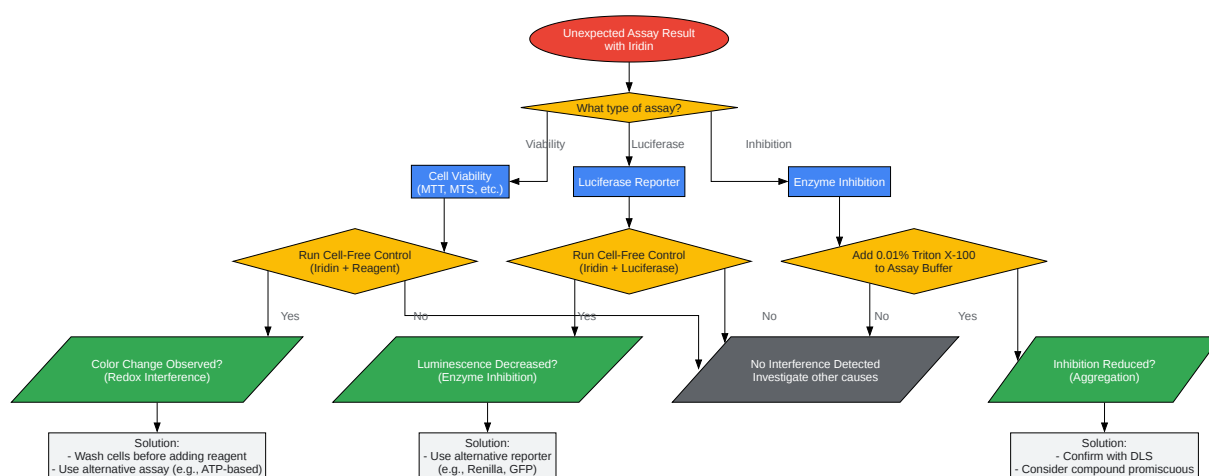 Unexpected Assay Result
with Iridin
What type of assay?
Viability
Luciferase
Inhibition
Cell Viability
(MTT, MTS, etc.)
Luciferase Reporter
Enzyme Inhibition
Run Cell-Free Control
(Iridin + Reagent)
Run Cell-Free Control
(Iridin + Luciferase)
Add 0.01% Triton X-100
to Assay Buffer
Yes
No
Yes
No
No
Yes
Color Change Observed?
(Redox Interference)
Luminescence Decreased?
(Enzyme Inhibition)
No Interference Detected
Investigate other causes
Inhibition Reduced?
(Aggregation)
Solution:
- Wash cells before adding reagent
- Use alternative assay (e.g., ATP-based)
Solution:
- Use alternative reporter
(e.g., Renilla, GFP)
Solution:
- Confirm with DLS
- Consider compound promiscuous